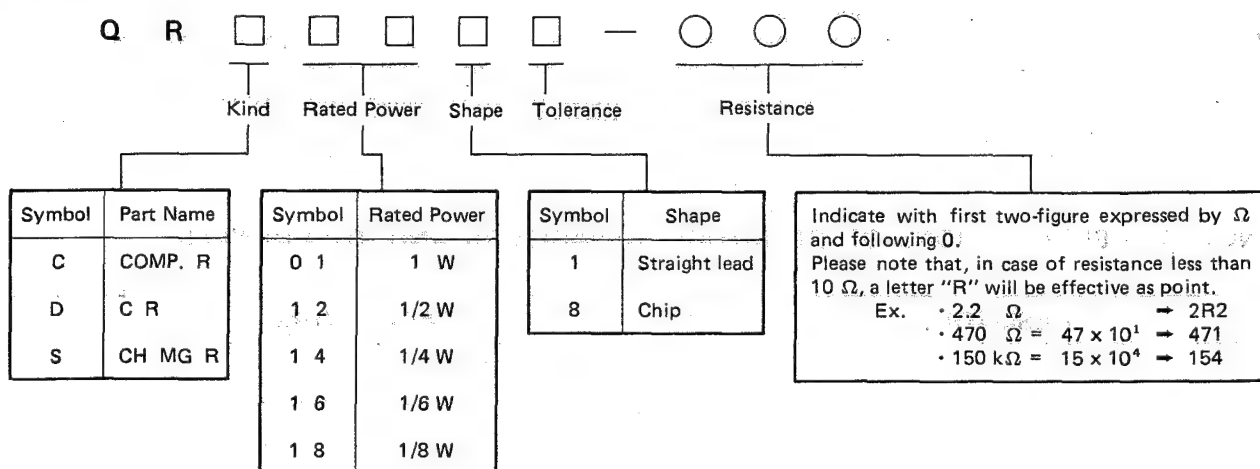 Q R □ □ □ □ □ — ○ ○ ○
Kind Rated Power Shape Tolerance Resistance
Symbol Part Name
C COMP. R
D C R
S CH MG R
Symbol Rated Power
0 1 1 W
1 2 1/2 W
1 4 1/4 W
1 6 1/6 W
1 8 1/8 W
Symbol Shape
1 Straight lead
8 Chip
Indicate with first two-figure expressed by Ω
and following 0.
Please note that, in case of resistance less than
10 Ω, a letter "R" will be effective as point.
Ex. · 2.2 Ω → 2R2
· 470 Ω = 47 x 10¹ → 471
· 150 kΩ = 15 x 10⁴ → 154